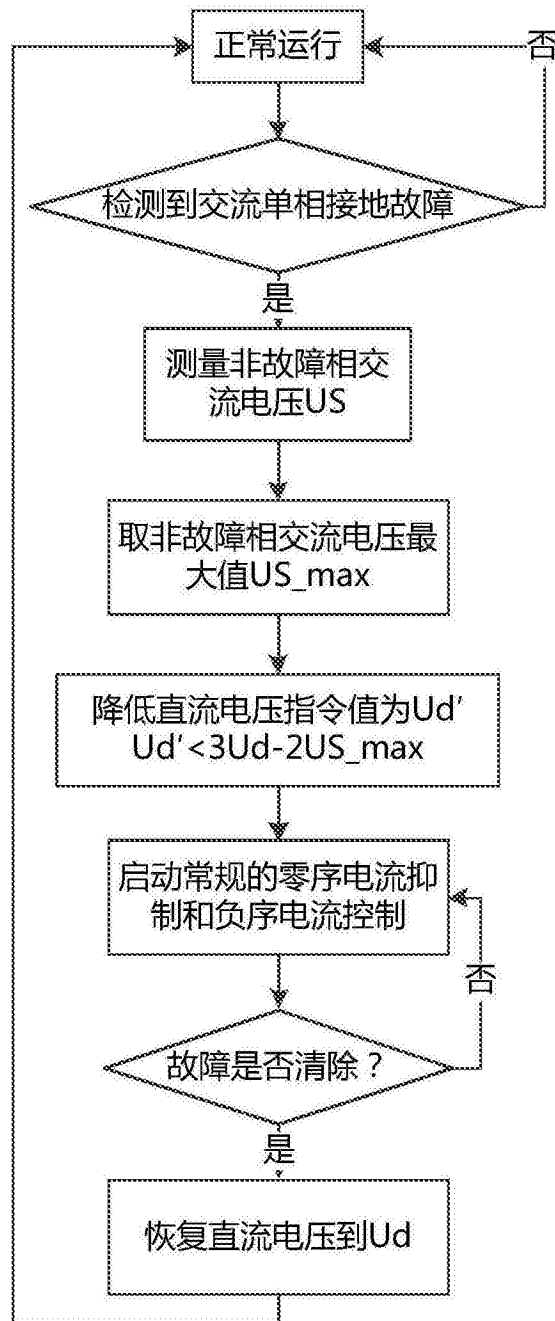 正常运行
否
检测到交流单相接地故障
是
测量非故障相交
流电压US
取非故障相交流电压最
大值US_max
降低直流电压指令值为Ud'
Ud'<3Ud-2US_max
启动常规的零序电流抑
制和负序电流控制
否
故障是否清除？
是
恢复直流电压到Ud